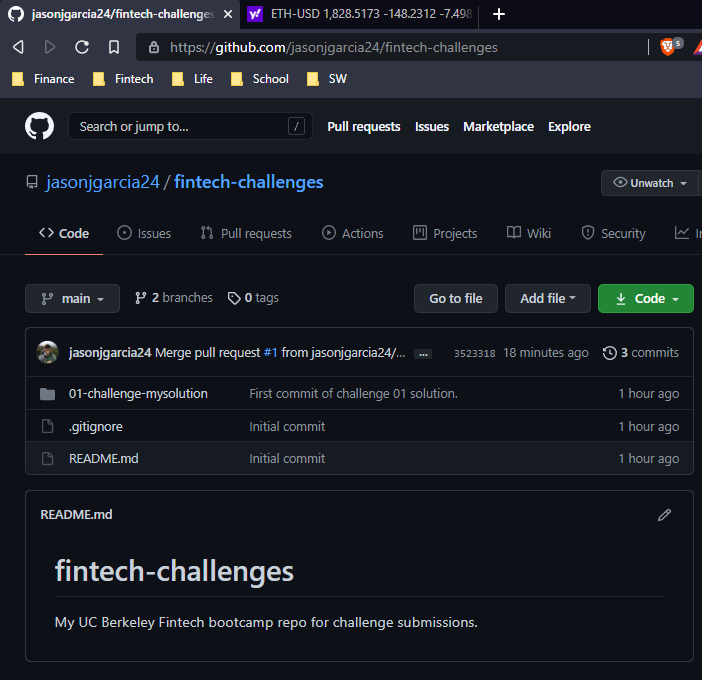 jasonjgarcia24/fintech-challenges ETH-USD 1,828.5173 -148.2312 -7.498
https://github.com/jasonjgarcia24/fintech-challenges 5
Finance Fintech Life School SW
Search or jump to... / Pull requests Issues Marketplace Explore
jasonjgarcia24 / fintech-challenges Unwatch
Code Issues Pull requests Actions Projects Wiki Security
main 2 branches 0 tags Go to file Add file Code
jasonjgarcia24 Merge pull request #1 from jasonjgarcia24/... ... 3523318 18 minutes ago 3 commits
01-challenge-mysolution First commit of challenge 01 solution. 1 hour ago
.gitignore Initial commit 1 hour ago
README.md Initial commit 1 hour ago
README.md
fintech-challenges
My UC Berkeley Fintech bootcamp repo for challenge submissions.